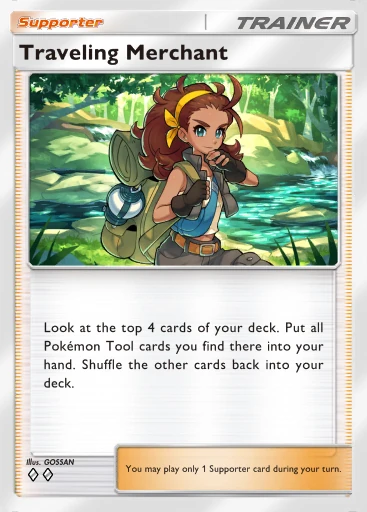 Supporter
TRAINER
Traveling Merchant
Look at the top 4 cards of your deck. Put all
Pokémon Tool cards you find there into your
hand. Shuffle the other cards back into your
deck.
Illus. GOSSAN
You may play only 1 Supporter card during your turn.